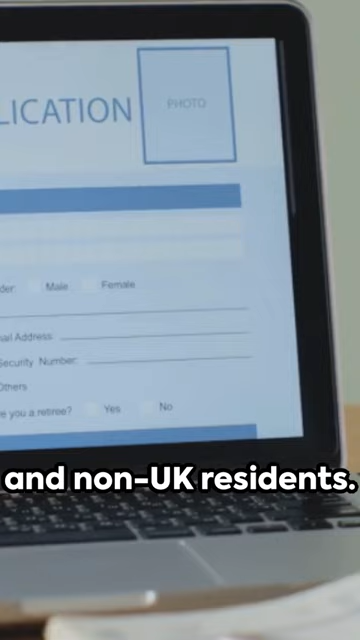 LICATION
PHOTO
der: Male Female
ail Address:
Security Number:
Others
e you a retiree? Yes No
and non-UK residents.